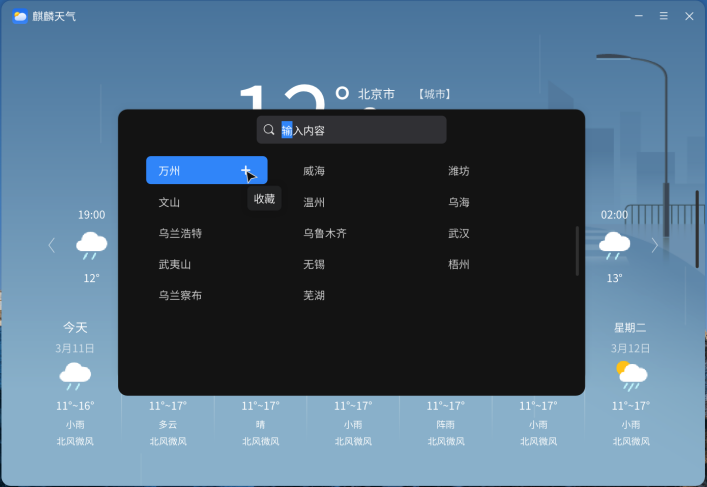 麒麟天气
12°
北京市 【城市】
输入内容
万州 威海 潍坊
收藏
文山 温州 乌海
乌兰浩特 乌鲁木齐 武汉
武夷山 无锡 梧州
乌兰察布 芜湖
19:00 02:00
12° 13°
今天 星期二
3月11日 3月12日
11°~16° 11°~17° 11°~17° 11°~17° 11°~17° 11°~17° 11°~17°
小雨 多云 晴 小雨 阵雨 小雨 小雨
北风微风 北风微风 北风微风 北风微风 北风微风 北风微风 北风微风